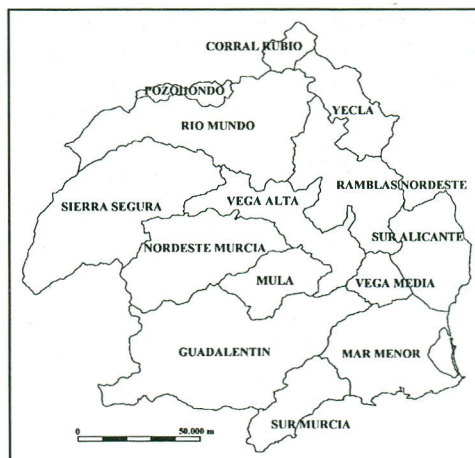 CORRAL RUBIO
POZOHONDO
YECLA
RIO MUNDO
RAMBLAS NORDESTE
SIERRA SEGURA
VEGA ALTA
SUR ALICANTE
NORDESTE MURCIA
MULA
VEGA MEDIA
GUADALENTIN
MAR MENOR
SUR MURCIA
0 50.000 m